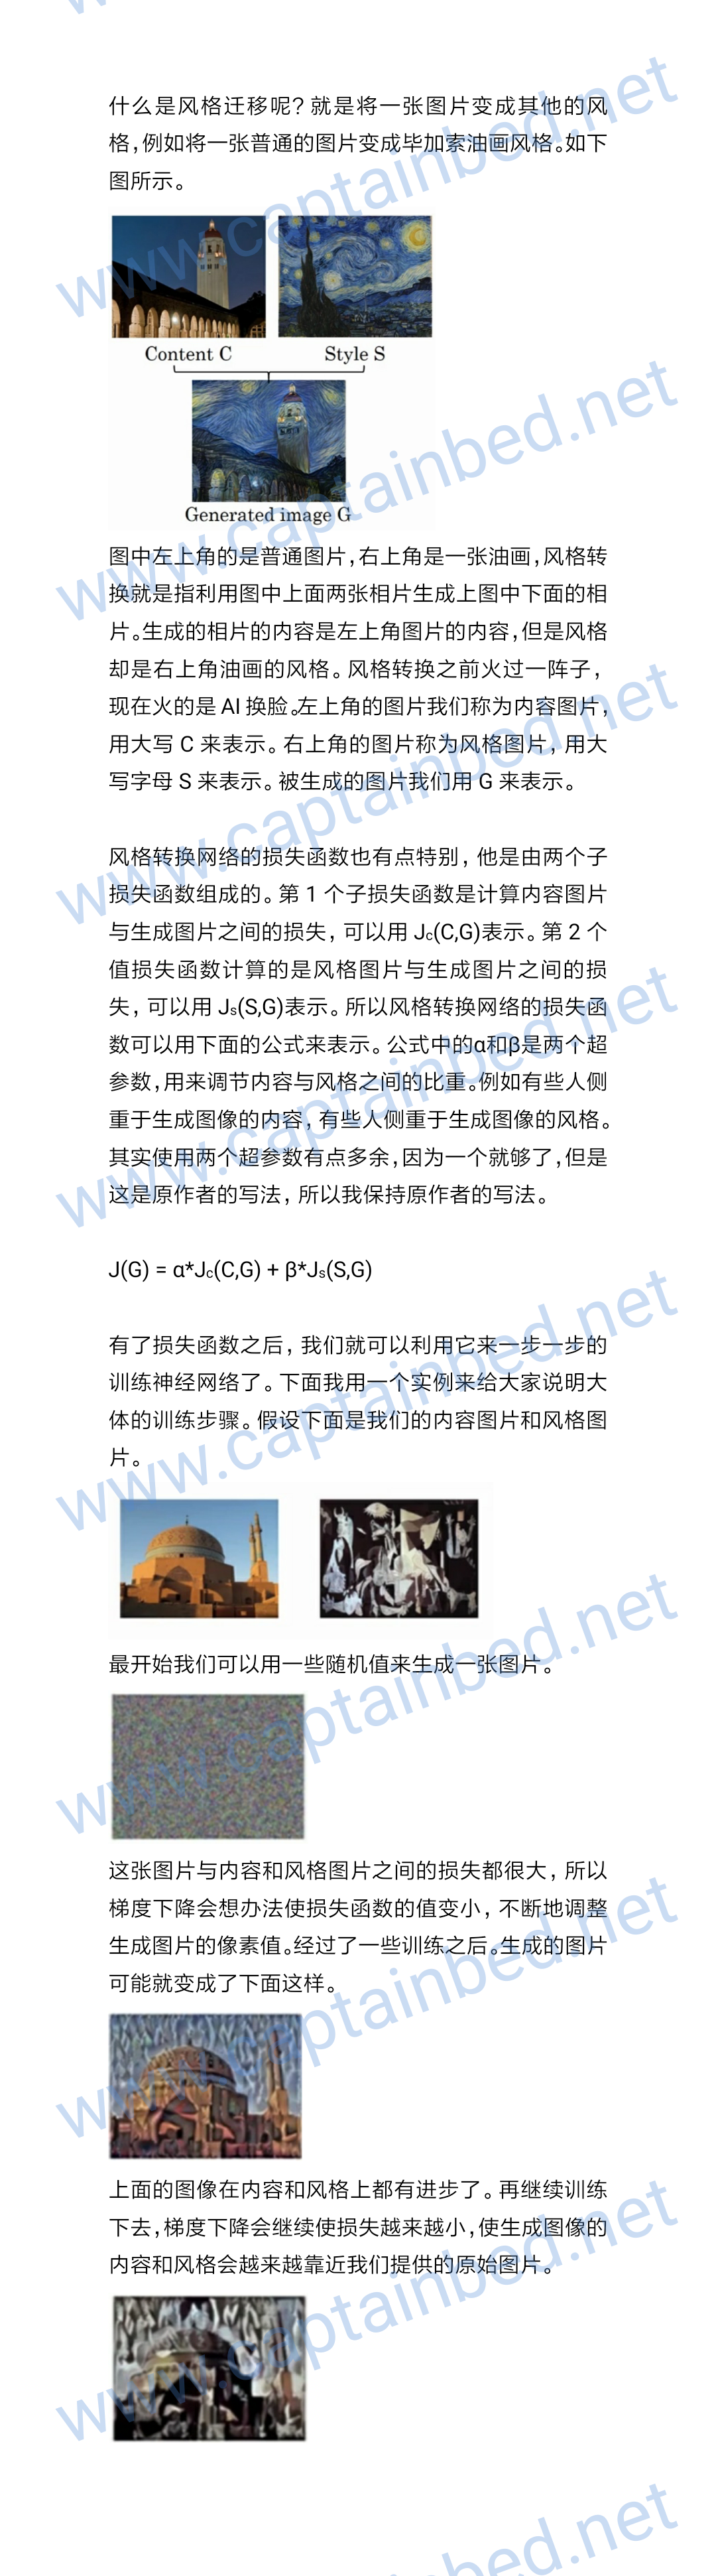 什么是风格迁移呢？就是将一张图片变成其他的风
格，例如将一张普通的图片变成毕加索油画风格。如下
图所示。
Content C
Style S
Generated image G
图中左上角的是普通图片，右上角是一张油画，风格转
换就是指利用图中上面两张相片生成上图中下面的相
片。生成的相片的内容是左上角图片的内容，但是风格
却是右上角油画的风格。风格转换之前火过一阵子，
现在火的是 AI 换脸。左上角的图片我们称为内容图片，
用大写 C 来表示。右上角的图片称为风格图片，用大
写字母 S 来表示。被生成的图片我们用 G 来表示。
风格转换网络的损失函数也有点特别，他是由两个子
损失函数组成的。第 1 个子损失函数是计算内容图片
与生成图片之间的损失，可以用 Jc(C,G)表示。第 2 个
值损失函数计算的是风格图片与生成图片之间的损
失，可以用 Js(S,G)表示。所以风格转换网络的损失函
数可以用下面的公式来表示。公式中的α和β是两个超
参数，用来调节内容与风格之间的比重。例如有些人侧
重于生成图像的内容，有些人侧重于生成图像的风格。
其实使用两个超参数有点多余，因为一个就够了，但是
这是原作者的写法，所以我保持原作者的写法。
J(G) = α*Jc(C,G) + β*Js(S,G)
有了损失函数之后，我们就可以利用它来一步一步的
训练神经网络了。下面我用一个实例来给大家说明大
体的训练步骤。假设下面是我们的内容图片和风格图
片。
最开始我们可以用一些随机值来生成一张图片。
这张图片与内容和风格图片之间的损失都很大，所以
梯度下降会想办法使损失函数的值变小，不断地调整
生成图片的像素值。经过了一些训练之后。生成的图片
可能就变成了下面这样。
上面的图像在内容和风格上都有进步了。再继续训练
下去，梯度下降会继续使损失越来越小，使生成图像的
内容和风格会越来越靠近我们提供的原始图片。
www.captainbed.net
www.captainbed.net
www.captainbed.net
www.captainbed.net
www.captainbed.net
www.captainbed.net
www.captainbed.net
www.captainbed.net